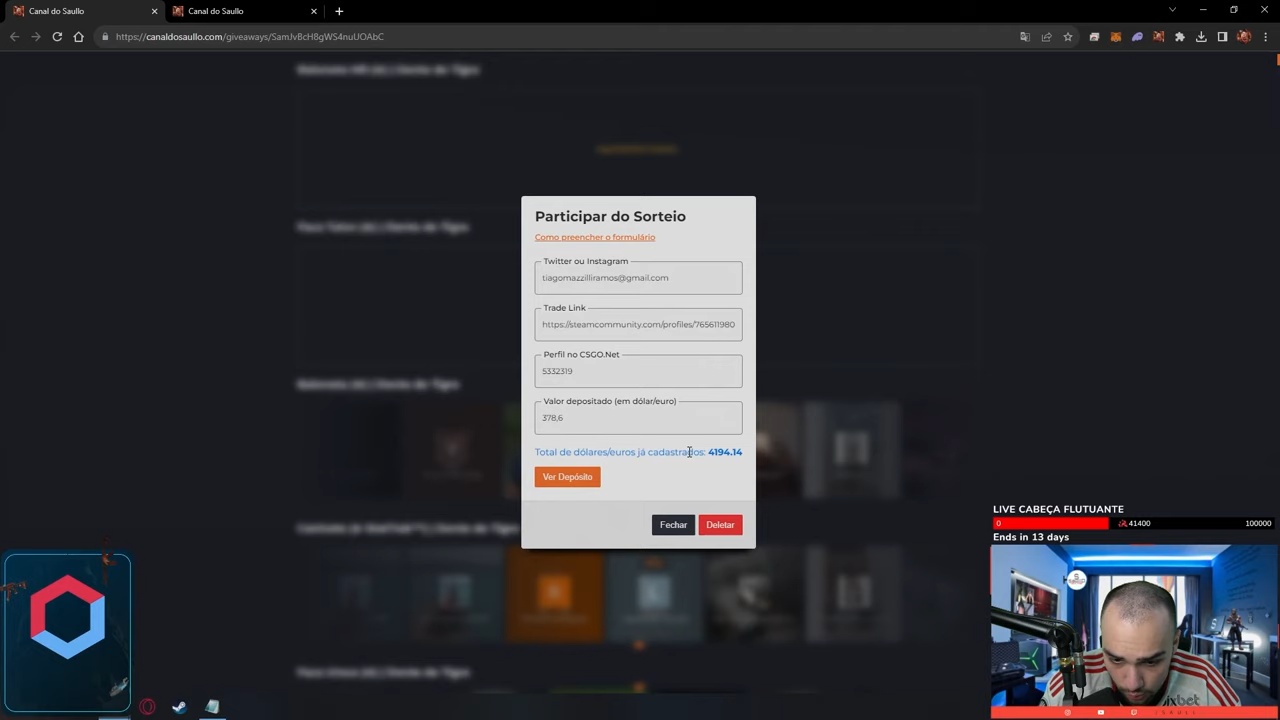 Canal do Saullo
Canal do Saullo
https://canaldosaullo.com/giveaways/SamJvBcH8gWS4nuUOAbC
Participar do Sorteio
Como preencher o formulário
Twitter ou Instagram
tiagomazzilliramos@gmail.com
Trade Link
https://steamcommunity.com/profiles/765611980
Perfil no CSGO.Net
5332319
Valor depositado (em dólar/euro)
378,6
Total de dólares/euros já cadastrados: 4194.14
Ver Depósito
Fechar Deletar
LIVE CABEÇA FLUTUANTE
0 41400 100000
Ends in 13 days